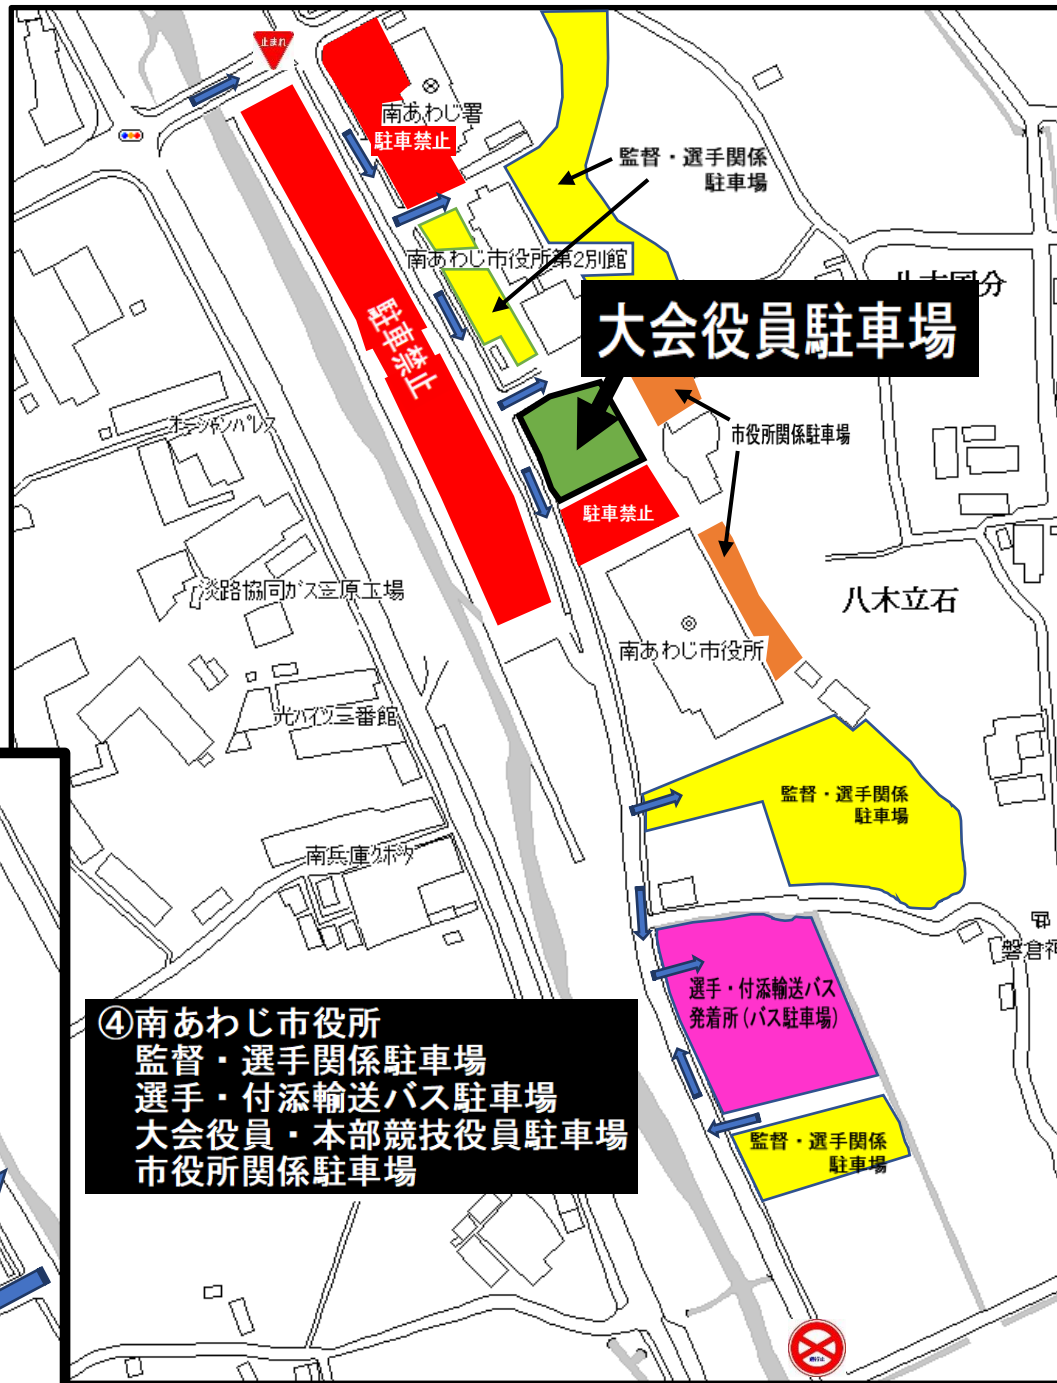 止まれ
南あわじ署
駐車禁止
監督・選手関係
駐車場
南あわじ市役所第2別館
大会役員駐車場
駐車禁止
市役所関係駐車場
オーシャンパレス
駐車禁止
八木立石
淡路協同ガス三原工場
南あわじ市役所
光ハイツ三番館
監督・選手関係
駐車場
南兵庫クボタ
選手・付添輸送バス
発着所(バス駐車場)
④南あわじ市役所
監督・選手関係駐車場
選手・付添輸送バス駐車場
大会役員・本部競技役員駐車場
市役所関係駐車場
監督・選手関係
駐車場